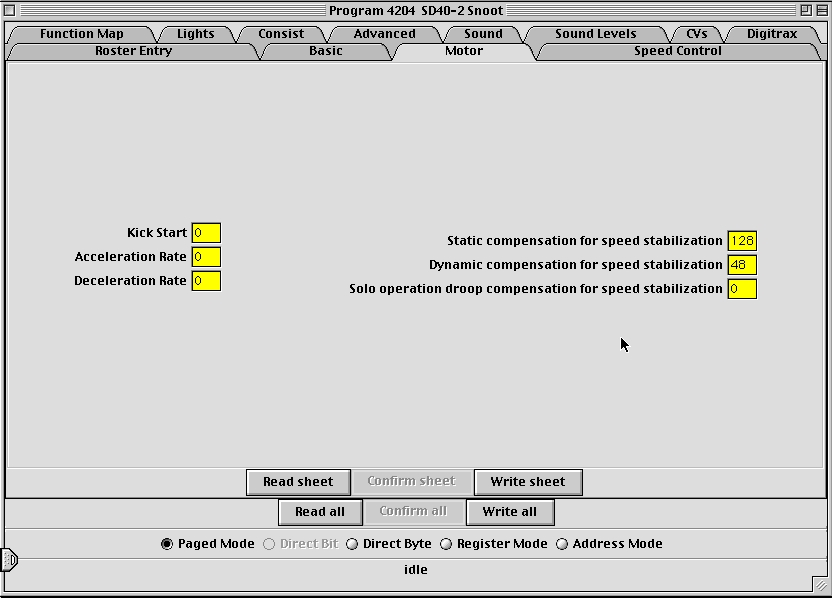 Program 4204 SD40-2 Snoot
Function Map Lights Consist Advanced Sound Sound Levels CVs Digitrax
Roster Entry Basic Motor Speed Control
Kick Start 0
Acceleration Rate 0
Deceleration Rate 0
Static compensation for speed stabilization 128
Dynamic compensation for speed stabilization 48
Solo operation droop compensation for speed stabilization 0
Read sheet Confirm sheet Write sheet
Read all Confirm all Write all
Paged Mode Direct Bit Direct Byte Register Mode Address Mode
idle